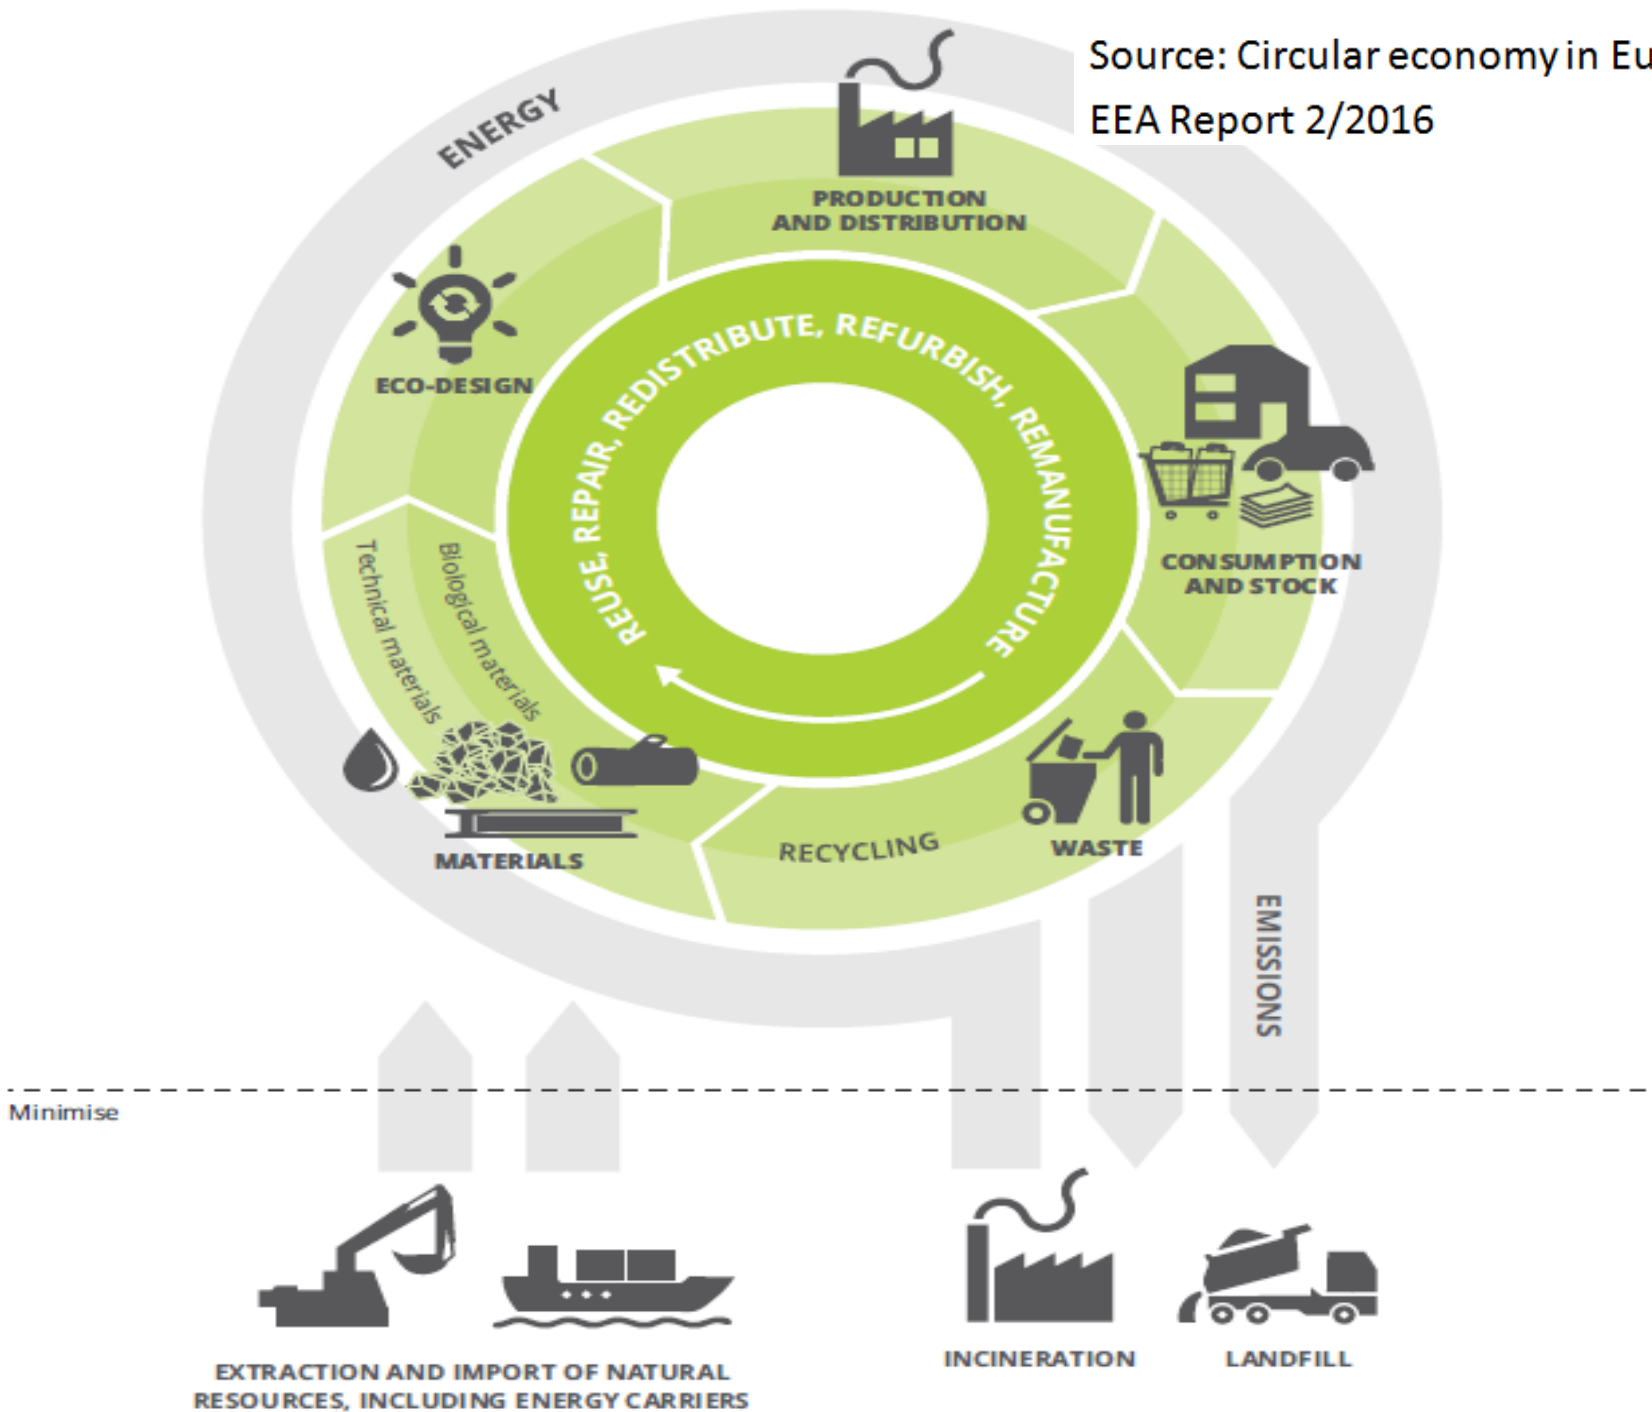 Source: Circular economy in Eu
EEA Report 2/2016
ENERGY
PRODUCTION
AND DISTRIBUTION
ECO-DESIGN
REUSE, REPAIR, REDISTRIBUTE, REFURBISH, REMANUFACTURE
CONSUMPTION
AND STOCK
Technical materials
Biological materials
MATERIALS
RECYCLING
WASTE
EMISSIONS
Minimise
EXTRACTION AND IMPORT OF NATURAL
RESOURCES, INCLUDING ENERGY CARRIERS
INCINERATION
LANDFILL